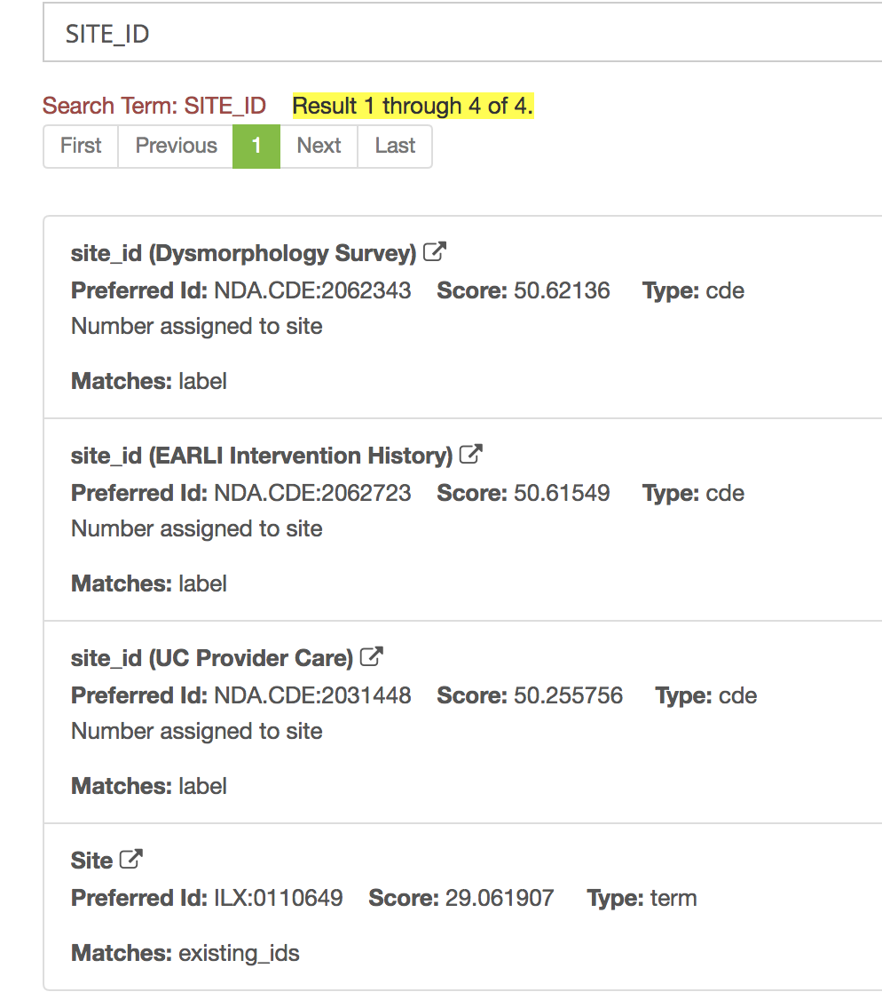 SITE_ID
Search Term: SITE_ID Result 1 through 4 of 4.
First Previous 1 Next Last
site_id (Dysmorphology Survey)
Preferred Id: NDA.CDE:2062343 Score: 50.62136 Type: cde
Number assigned to site
Matches: label
site_id (EARLI Intervention History)
Preferred Id: NDA.CDE:2062723 Score: 50.61549 Type: cde
Number assigned to site
Matches: label
site_id (UC Provider Care)
Preferred Id: NDA.CDE:2031448 Score: 50.255756 Type: cde
Number assigned to site
Matches: label
Site
Preferred Id: ILX:0110649 Score: 29.061907 Type: term
Matches: existing_ids